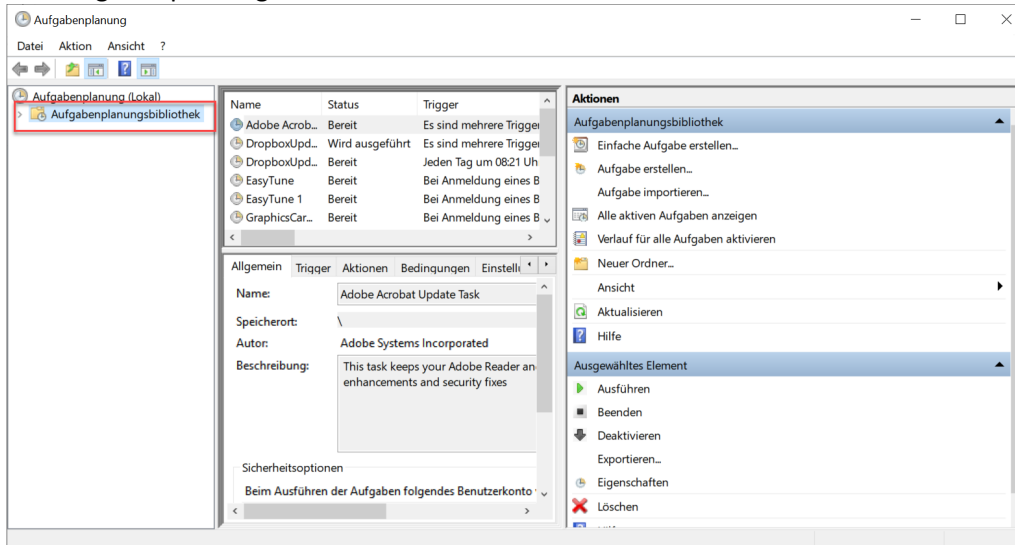 Aufgabenplanung
Datei Aktion Ansicht ?
Aufgabenplanung (Lokal)
Aufgabenplanungsbibliothek
Name Status Trigger
Adobe Acrob... Bereit Es sind mehrere Trigger
DropboxUpd... Wird ausgeführt Es sind mehrere Trigger
DropboxUpd... Bereit Jeden Tag um 08:21 Uh
EasyTune Bereit Bei Anmeldung eines B
EasyTune 1 Bereit Bei Anmeldung eines B
GraphicsCar... Bereit Bei Anmeldung eines B
Allgemein Trigger Aktionen Bedingungen Einstell
Name: Adobe Acrobat Update Task
Speicherort: \
Autor: Adobe Systems Incorporated
Beschreibung: This task keeps your Adobe Reader an
enhancements and security fixes
Sicherheitsoptionen
Beim Ausführen der Aufgaben folgendes Benutzerkonto
Aktionen
Aufgabenplanungsbibliothek
Einfache Aufgabe erstellen...
Aufgabe erstellen...
Aufgabe importieren...
Alle aktiven Aufgaben anzeigen
Verlauf für alle Aufgaben aktivieren
Neuer Ordner...
Ansicht
Aktualisieren
Hilfe
Ausgewähltes Element
Ausführen
Beenden
Deaktivieren
Exportieren...
Eigenschaften
Löschen